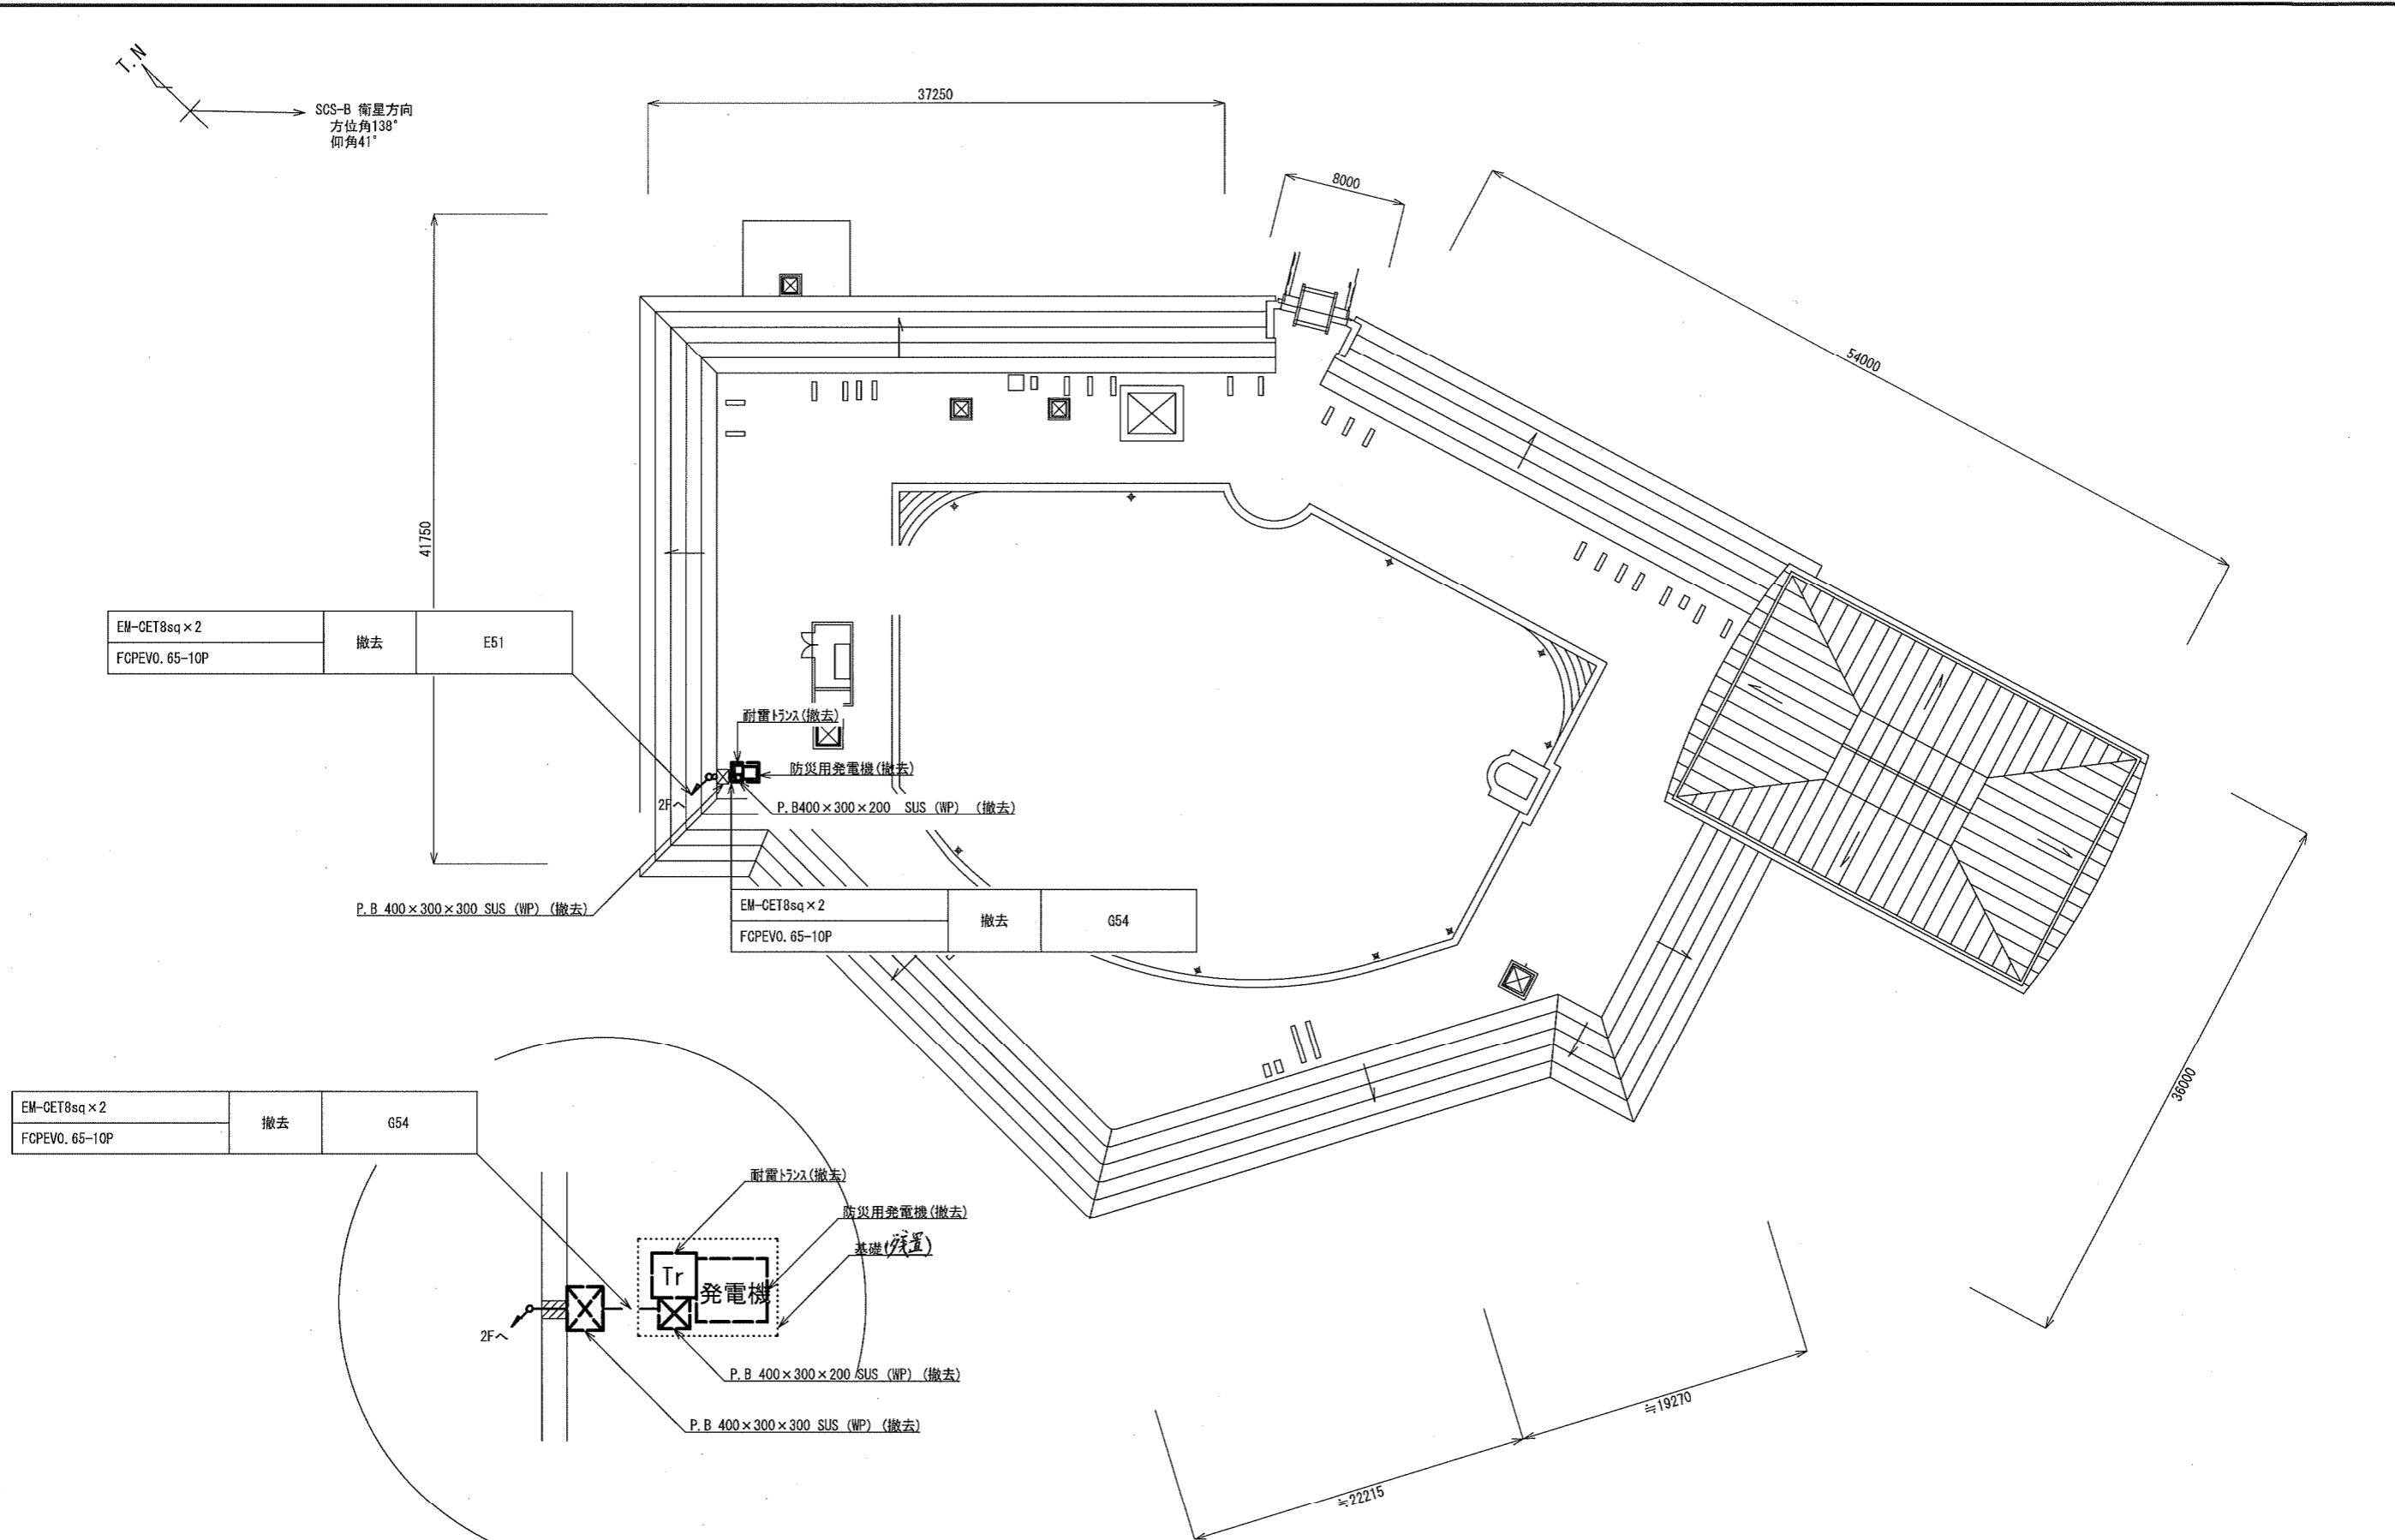 T.N
SCS-B 衛星方向
方位角138°
仰角41°
37250
8000
54000
41750
EM-CET8sq×2
FCPEV0.65-10P
撤去
E51
耐雷トランス(撤去)
防災用発電機(撤去)
2Fへ
P.B400×300×200 SUS (WP) (撤去)
P.B 400×300×300 SUS (WP) (撤去)
EM-CET8sq×2
FCPEV0.65-10P
撤去
G54
36000
EM-CET8sq×2
FCPEV0.65-10P
撤去
G54
耐雷トランス(撤去)
防災用発電機(撤去)
基礎(残置)
Tr
発電機
2Fへ
P.B 400×300×200 SUS (WP) (撤去)
P.B 400×300×300 SUS (WP) (撤去)
≒19270
≒22215